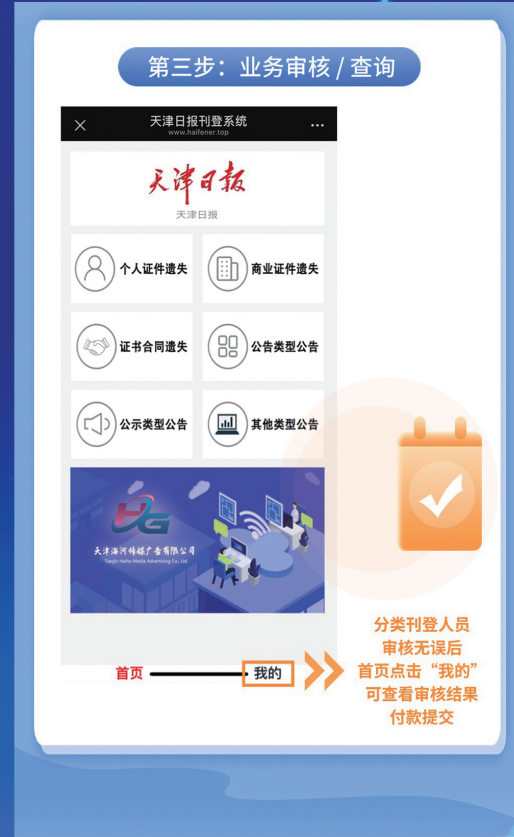 第三步：业务审核 / 查询
天津日报刊登系统
www.haifener.top
天津日报
天津日报
个人证件遗失
商业证件遗失
证书合同遗失
公告类型公告
公示类型公告
其他类型公告
HG
天津海河传媒广告有限公司
Tianjin Haihe Media Advertising Co., Ltd
首页
我的
分类刊登人员
审核无误后
首页点击“我的”
可查看审核结果
付款提交